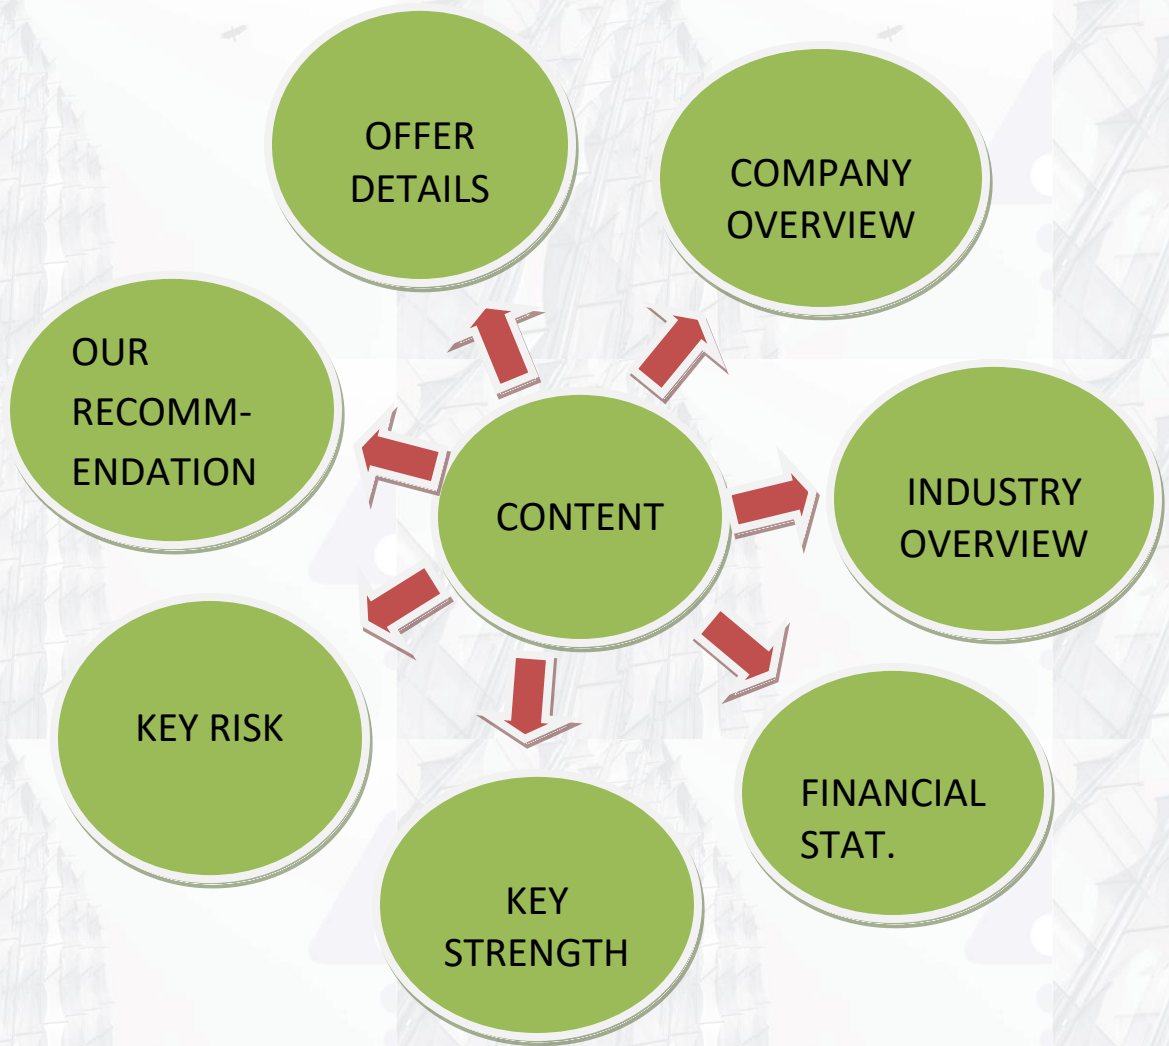 OFFER
DETAILS
COMPANY
OVERVIEW
OUR
RECOMM-
ENDATION
CONTENT
INDUSTRY
OVERVIEW
KEY RISK
FINANCIAL
STAT.
KEY
STRENGTH